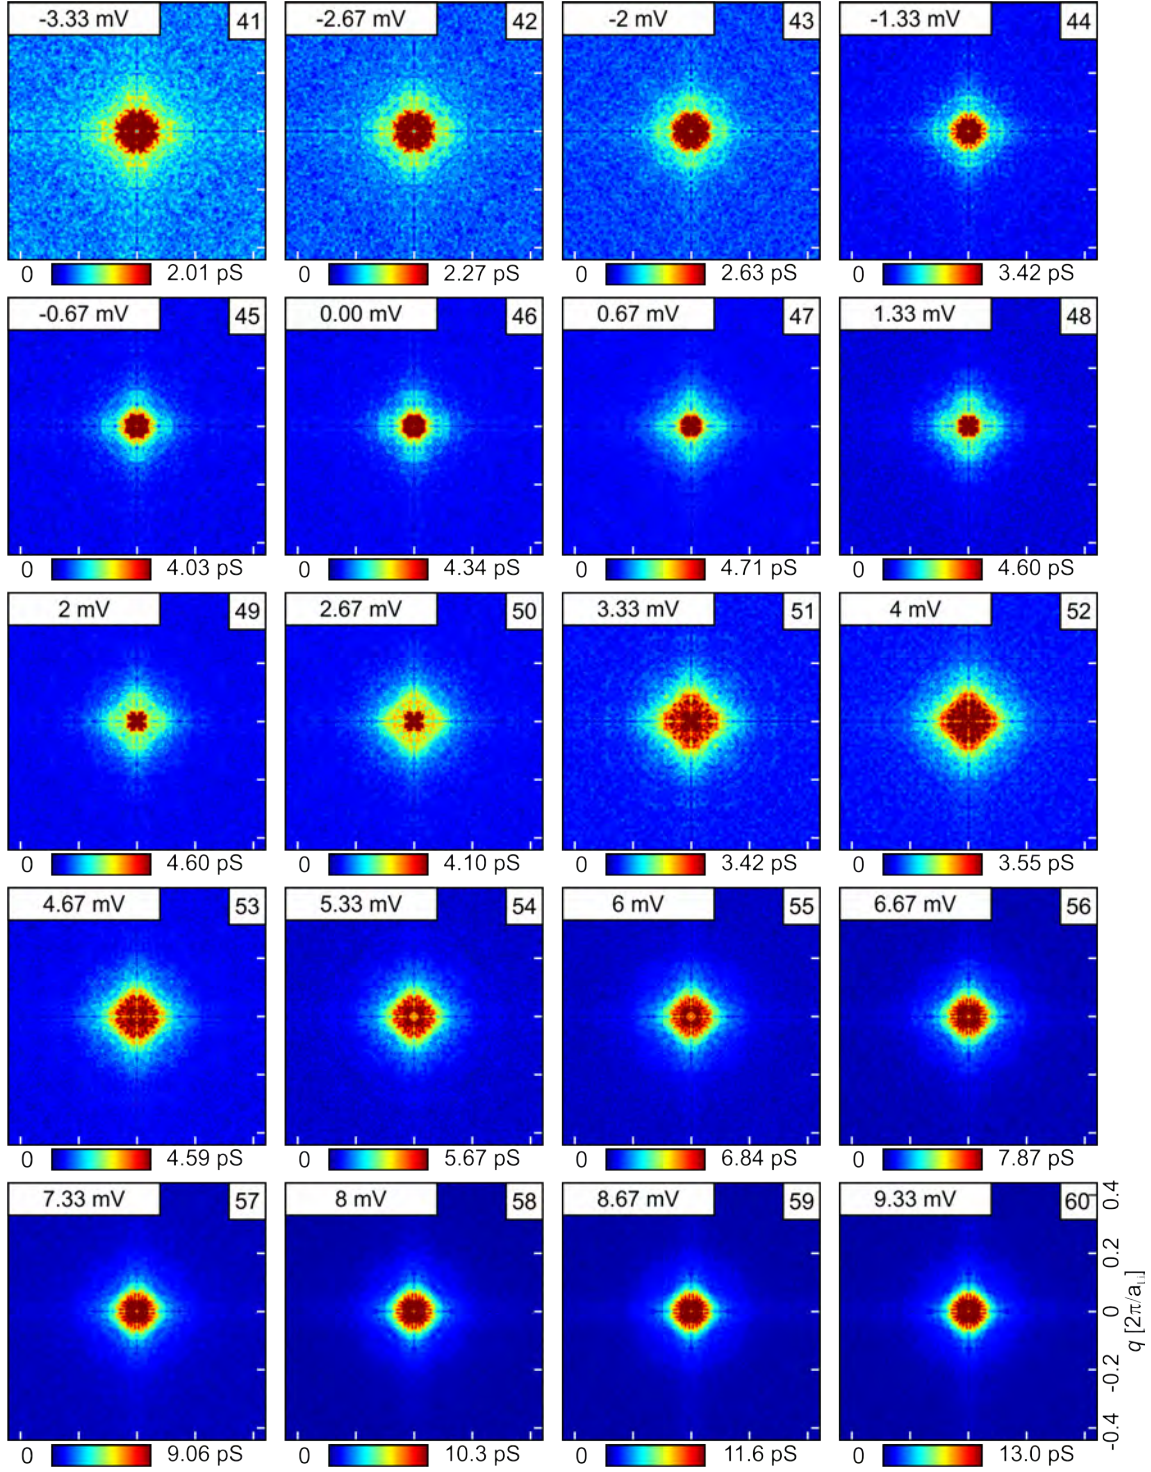 -3.33 mV 41 -2.67 mV 42 -2 mV 43 -1.33 mV 44
0 2.01 pS 0 2.27 pS 0 2.63 pS 0 3.42 pS
-0.67 mV 45 0.00 mV 46 0.67 mV 47 1.33 mV 48
0 4.03 pS 0 4.34 pS 0 4.71 pS 0 4.60 pS
2 mV 49 2.67 mV 50 3.33 mV 51 4 mV 52
0 4.60 pS 0 4.10 pS 0 3.42 pS 0 3.55 pS
4.67 mV 53 5.33 mV 54 6 mV 55 6.67 mV 56
0 4.59 pS 0 5.67 pS 0 6.84 pS 0 7.87 pS
7.33 mV 57 8 mV 58 8.67 mV 59 9.33 mV 60
0 9.06 pS 0 10.3 pS 0 11.6 pS 0 13.0 pS
-0.4 -0.2 0 0.2 0.4
q [2π/a]